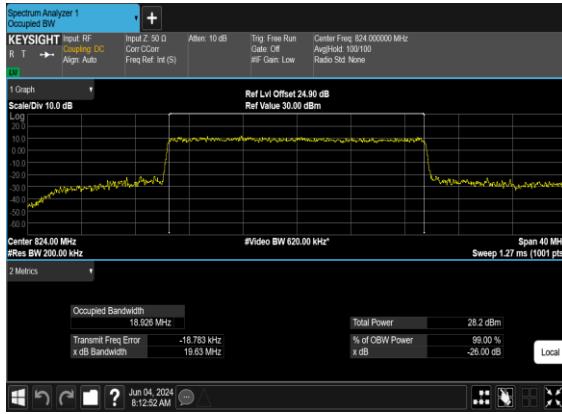 Spectrum Analyzer 1
Occupied BW
KEYSIGHT
R T
LXI
Input: RF
Coupling: DC
Align: Auto
Input Z: 50 Ω
Corr CCorr
Freq Ref: Int (S)
Atten: 10 dB
Trig: Free Run
Gate: Off
#IF Gain: Low
Center Freq: 824.000000 MHz
Avg|Hold: 100/100
Radio Std: None
1 Graph
Scale/Div 10.0 dB
Ref Lvl Offset 24.90 dB
Ref Value 30.00 dBm
Log
20.0
10.0
0.00
-10.0
-20.0
-30.0
-40.0
-50.0
-60.0
Center 824.00 MHz
#Res BW 200.00 kHz
#Video BW 620.00 kHz*
Span 40 MH
Sweep 1.27 ms (1001 pts
2 Metrics
Occupied Bandwidth
18.926 MHz
Transmit Freq Error -18.783 kHz
x dB Bandwidth 19.63 MHz
Total Power 28.2 dBm
% of OBW Power 99.00 %
x dB -26.00 dB
Local
?
Jun 04, 2024
8:12:52 AM